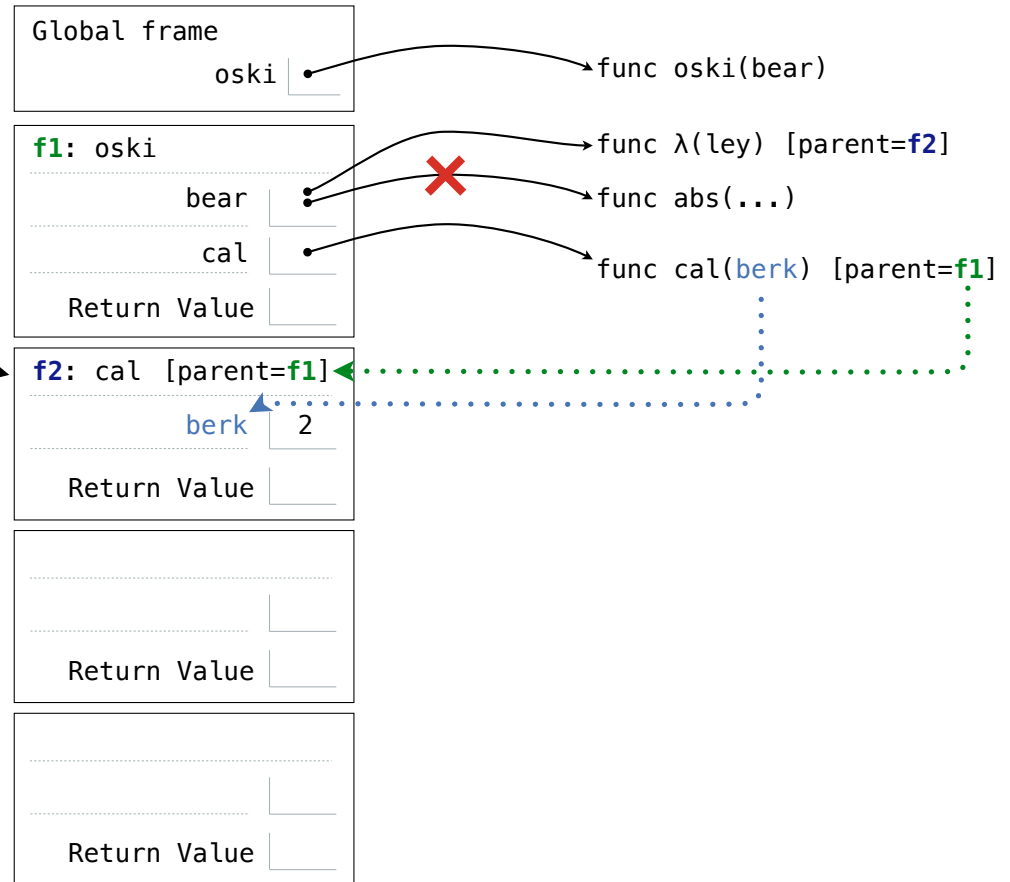 Global frame
oski
func oski(bear)
f1: oski
func λ(ley) [parent=f2]
bear
func abs(...)
cal
func cal(berk) [parent=f1]
Return Value
f2: cal [parent=f1]
berk 2
Return Value
Return Value
Return Value